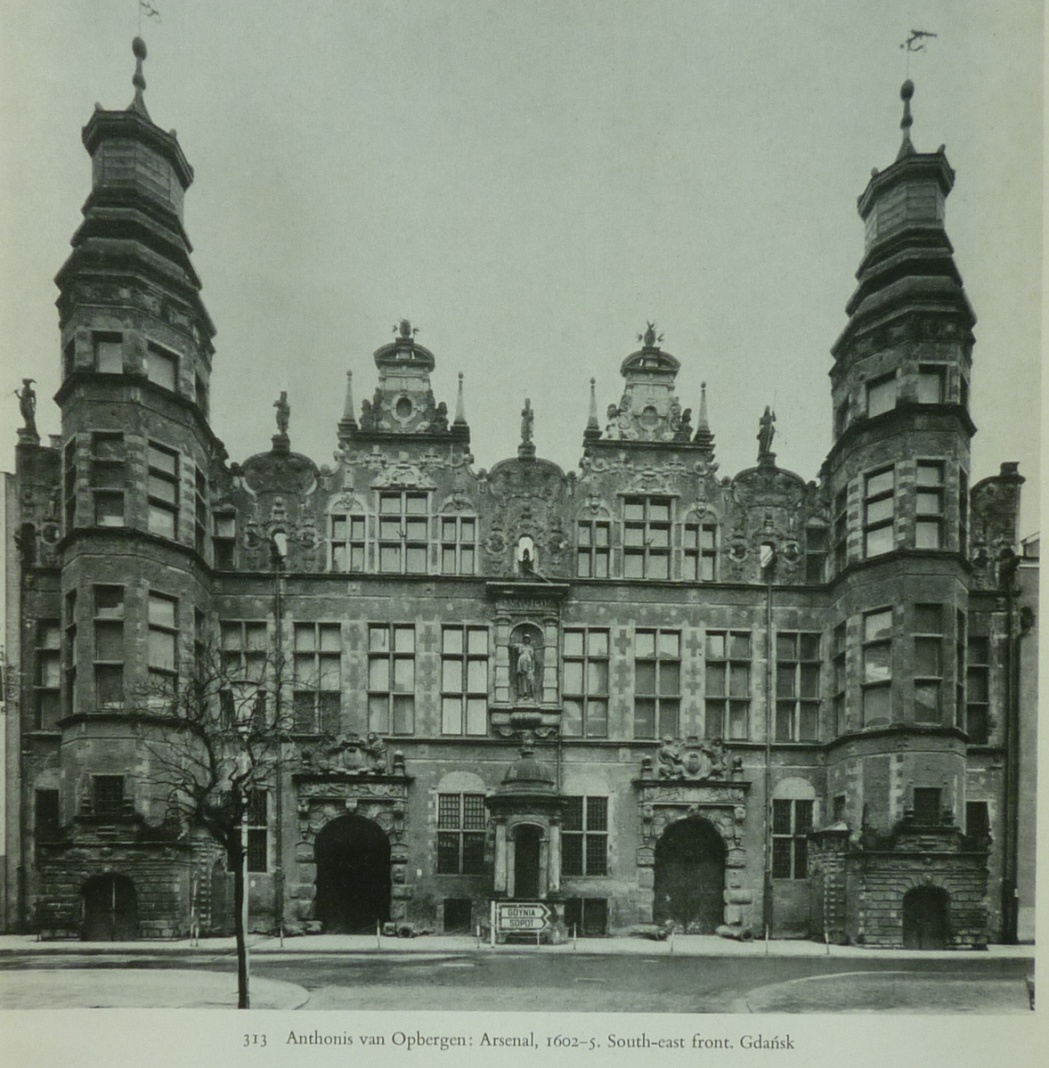 GDYNIA
SOPOT
313 Anthonis van Opbergen: Arsenal, 1602–5. South-east front. Gdańsk